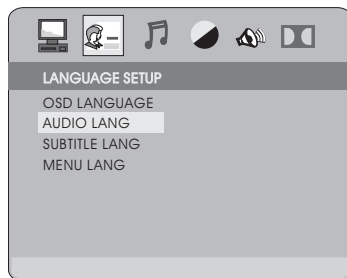 LANGUAGE SETUP
OSD LANGUAGE
AUDIO LANG
SUBTITLE LANG
MENU LANG